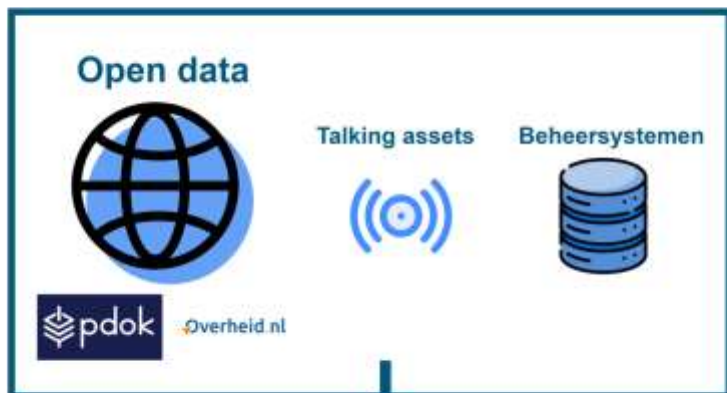 Open data
Talking assets
Beheersystemen
pdok
Overheid.nl